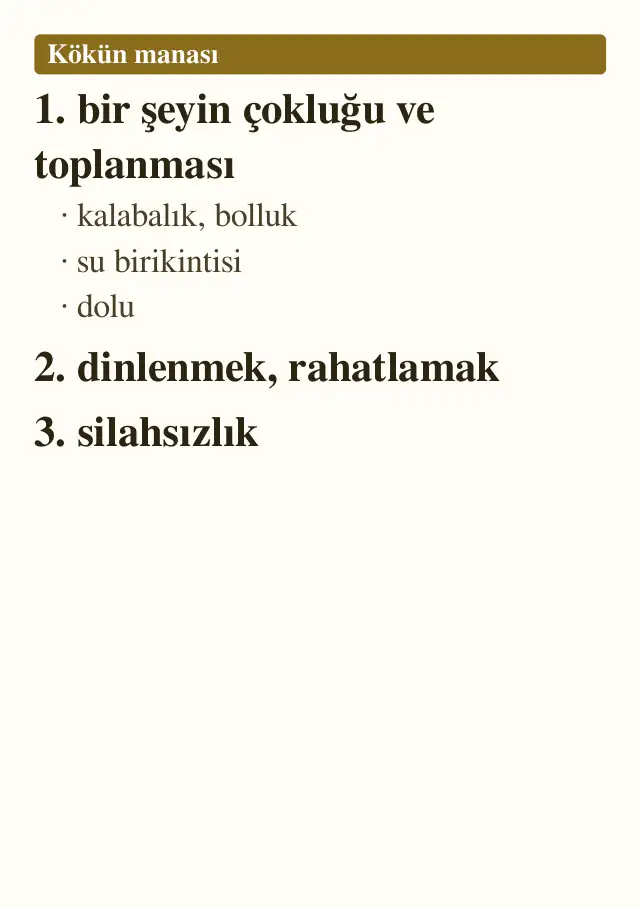 Kökün manası
1. bir şeyin çokluğu ve
toplanması
· kalabalık, bolluk
· su birikintisi
· dolu
2. dinlenmek, rahatlamak
3. silahsızlık